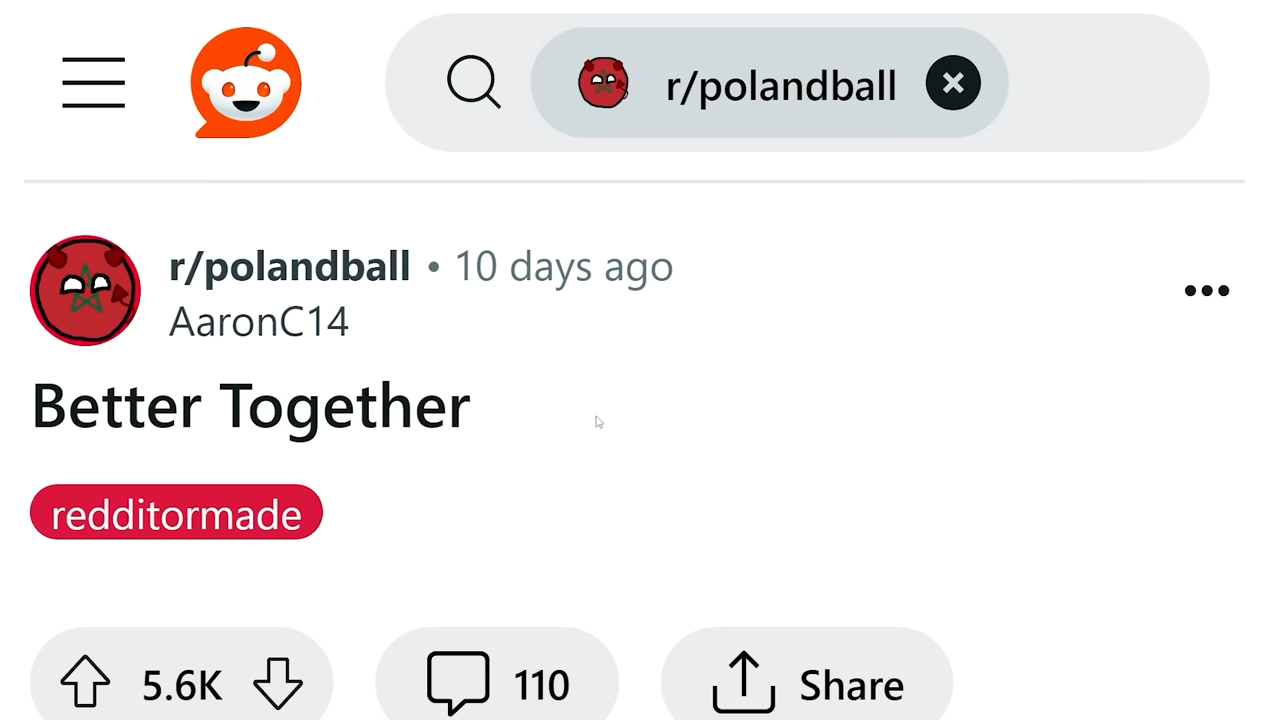 r/polandball
r/polandball • 10 days ago
AaronC14
Better Together
redditormade
5.6K
110
Share